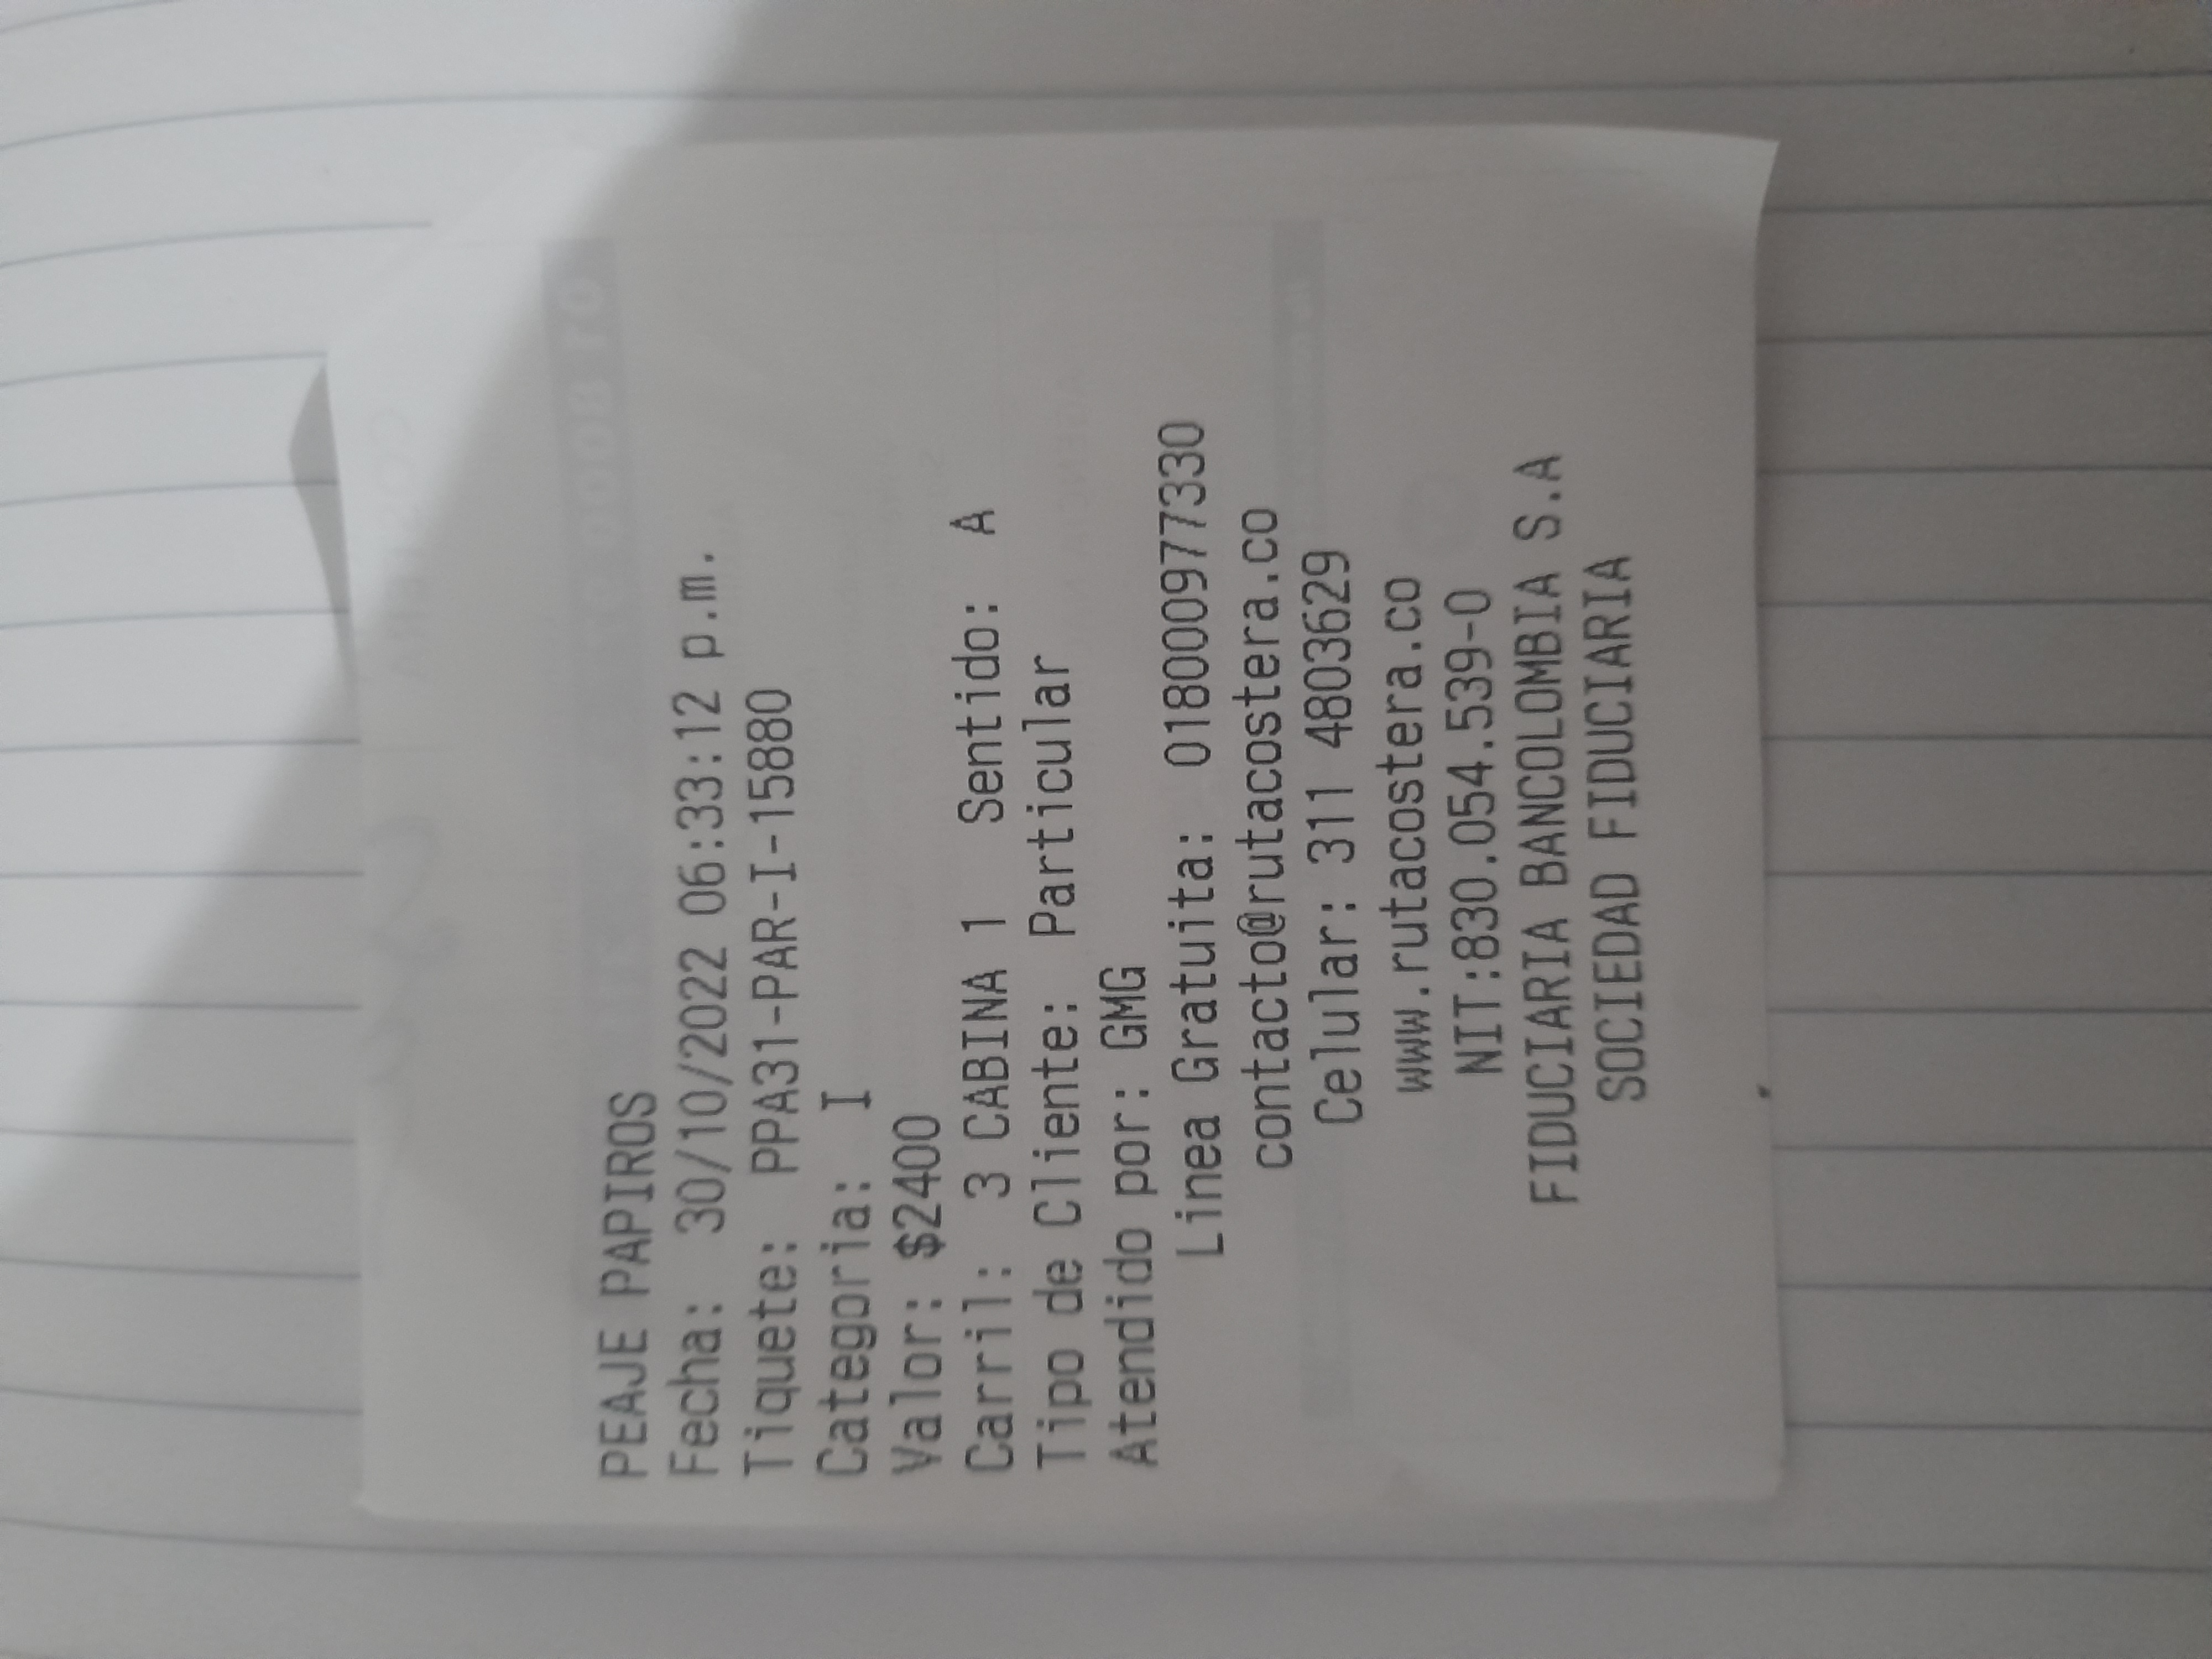 PEAJE PAPIROS
Fecha: 30/10/2022 06:33:12 p.m.
Tiquete: PPA31-PAR-I-15880
Categoria: I
Valor: $2400
Carril: 3 CABINA 1 Sentido: A
Tipo de Cliente: Particular
Atendido por: GMG
Linea Gratuita: 018000977330
contacto@rutacostera.co
Celular: 311 4803629
www.rutacostera.co
NIT:830.054.539-0
FIDUCIARIA BANCOLOMBIA S.A
SOCIEDAD FIDUCIARIA